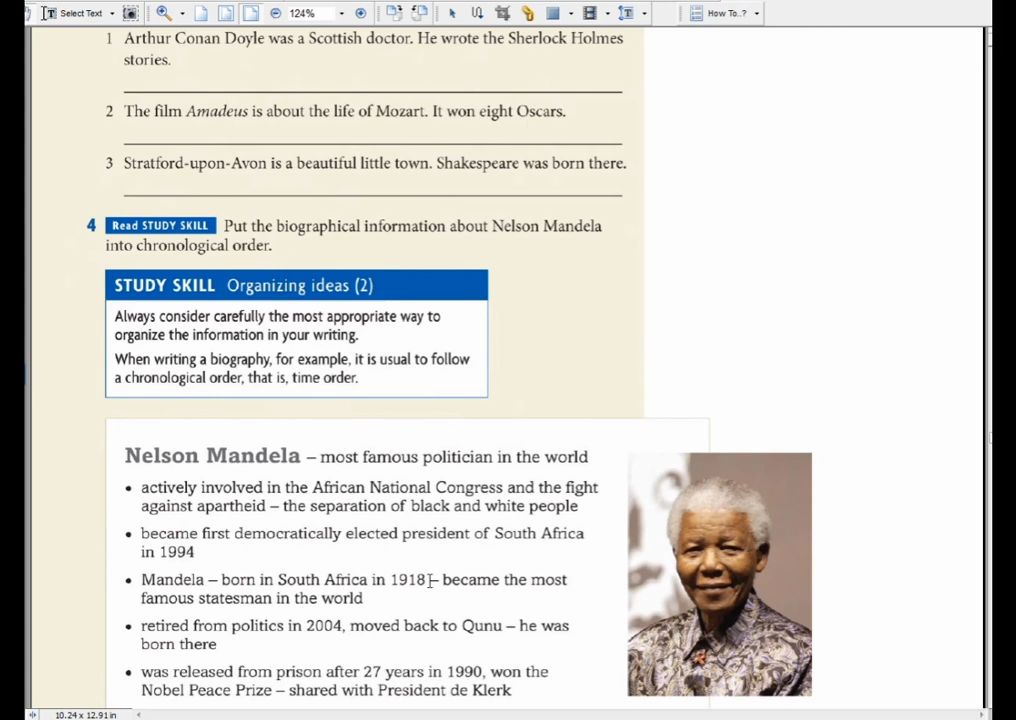 Select Text
124%
How To..?
1 Arthur Conan Doyle was a Scottish doctor. He wrote the Sherlock Holmes
stories.
2 The film Amadeus is about the life of Mozart. It won eight Oscars.
3 Stratford-upon-Avon is a beautiful little town. Shakespeare was born there.
4 Read STUDY SKILL Put the biographical information about Nelson Mandela
into chronological order.
STUDY SKILL Organizing ideas (2)
Always consider carefully the most appropriate way to
organize the information in your writing.
When writing a biography, for example, it is usual to follow
a chronological order, that is, time order.
Nelson Mandela – most famous politician in the world
• actively involved in the African National Congress and the fight
against apartheid – the separation of black and white people
• became first democratically elected president of South Africa
in 1994
• Mandela – born in South Africa in 1918 – became the most
famous statesman in the world
• retired from politics in 2004, moved back to Qunu – he was
born there
• was released from prison after 27 years in 1990, won the
Nobel Peace Prize – shared with President de Klerk
10.24 x 12.91 in